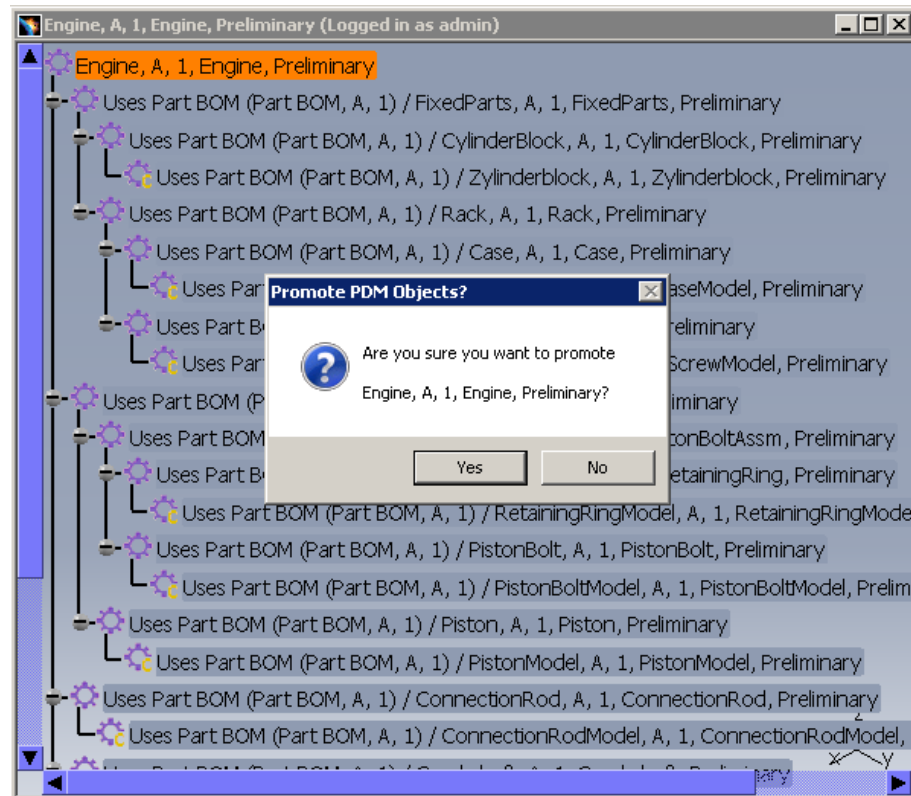 Engine, A, 1, Engine, Preliminary (Logged in as admin)
Engine, A, 1, Engine, Preliminary
Uses Part BOM (Part BOM, A, 1) / FixedParts, A, 1, FixedParts, Preliminary
Uses Part BOM (Part BOM, A, 1) / CylinderBlock, A, 1, CylinderBlock, Preliminary
Uses Part BOM (Part BOM, A, 1) / Zylinderblock, A, 1, Zylinderblock, Preliminary
Uses Part BOM (Part BOM, A, 1) / Rack, A, 1, Rack, Preliminary
Uses Part BOM (Part BOM, A, 1) / Case, A, 1, Case, Preliminary
Uses Par aseModel, Preliminary
Uses Part B reliminary
Uses Par ScrewModel, Preliminary
Uses Part BOM (P iminary
Uses Part BOM tonBoltAssm, Preliminary
Uses Part B etainingRing, Preliminary
Uses Part BOM (Part BOM, A, 1) / RetainingRingModel, A, 1, RetainingRingMode
Uses Part BOM (Part BOM, A, 1) / PistonBolt, A, 1, PistonBolt, Preliminary
Uses Part BOM (Part BOM, A, 1) / PistonBoltModel, A, 1, PistonBoltModel, Prelim
Uses Part BOM (Part BOM, A, 1) / Piston, A, 1, Piston, Preliminary
Uses Part BOM (Part BOM, A, 1) / PistonModel, A, 1, PistonModel, Preliminary
Uses Part BOM (Part BOM, A, 1) / ConnectionRod, A, 1, ConnectionRod, Preliminary
Uses Part BOM (Part BOM, A, 1) / ConnectionRodModel, A, 1, ConnectionRodModel,
z
x y
Promote PDM Objects?
Are you sure you want to promote
Engine, A, 1, Engine, Preliminary?
Yes No